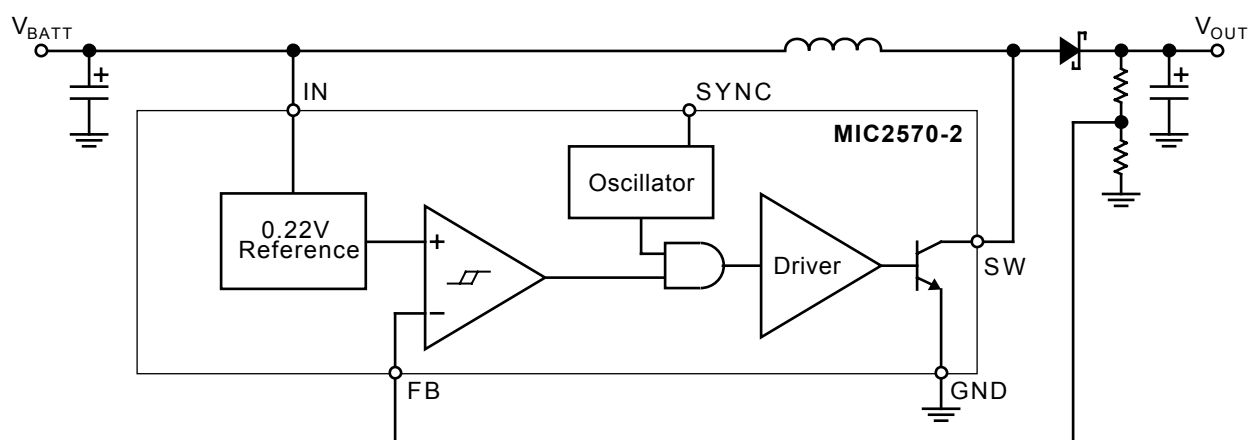 VBATT
VOUT
+
+
IN
SYNC
MIC2570-2
Oscillator
0.22V
Reference
+
−
Driver
SW
FB
GND